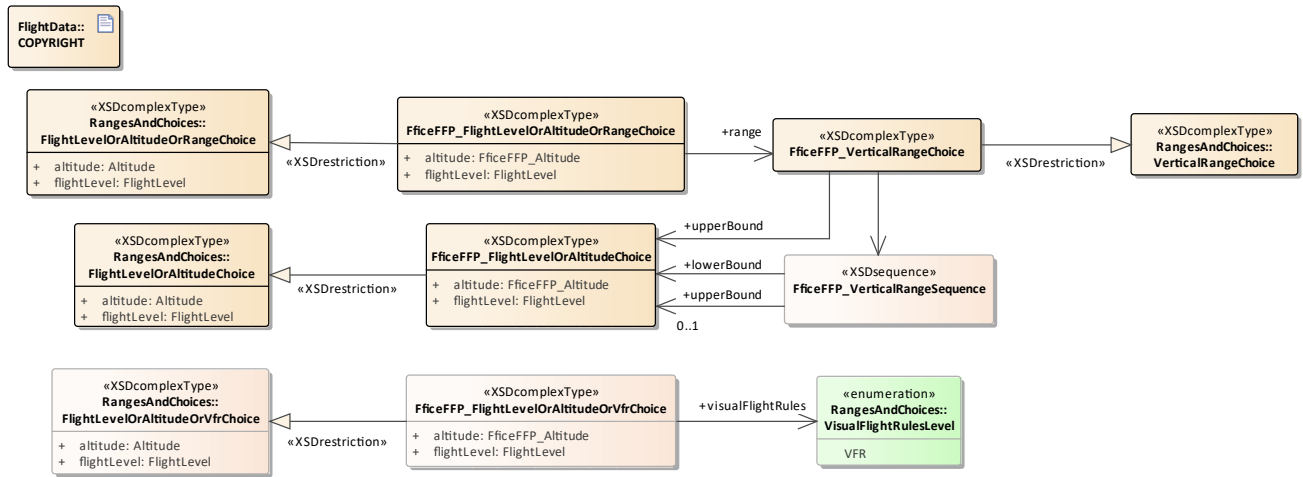 FlightData::
COPYRIGHT
«XSDcomplexType»
RangesAndChoices::
FlightLevelOrAltitudeOrRangeChoice
+ altitude: Altitude
+ flightLevel: FlightLevel
«XSDrestriction»
«XSDcomplexType»
FficeFFP_FlightLevelOrAltitudeOrRangeChoice
+ altitude: FficeFFP_Altitude
+ flightLevel: FlightLevel
+range
«XSDcomplexType»
FficeFFP_VerticalRangeChoice
«XSDrestriction»
«XSDcomplexType»
RangesAndChoices::
VerticalRangeChoice
«XSDcomplexType»
RangesAndChoices::
FlightLevelOrAltitudeChoice
+ altitude: Altitude
+ flightLevel: FlightLevel
«XSDrestriction»
«XSDcomplexType»
FficeFFP_FlightLevelOrAltitudeChoice
+ altitude: FficeFFP_Altitude
+ flightLevel: FlightLevel
+upperBound
+lowerBound
+upperBound
0..1
«XSDsequence»
FficeFFP_VerticalRangeSequence
«XSDcomplexType»
RangesAndChoices::
FlightLevelOrAltitudeOrVfrChoice
+ altitude: Altitude
+ flightLevel: FlightLevel
«XSDrestriction»
«XSDcomplexType»
FficeFFP_FlightLevelOrAltitudeOrVfrChoice
+ altitude: FficeFFP_Altitude
+ flightLevel: FlightLevel
+visualFlightRules
«enumeration»
RangesAndChoices::
VisualFlightRulesLevel
VFR